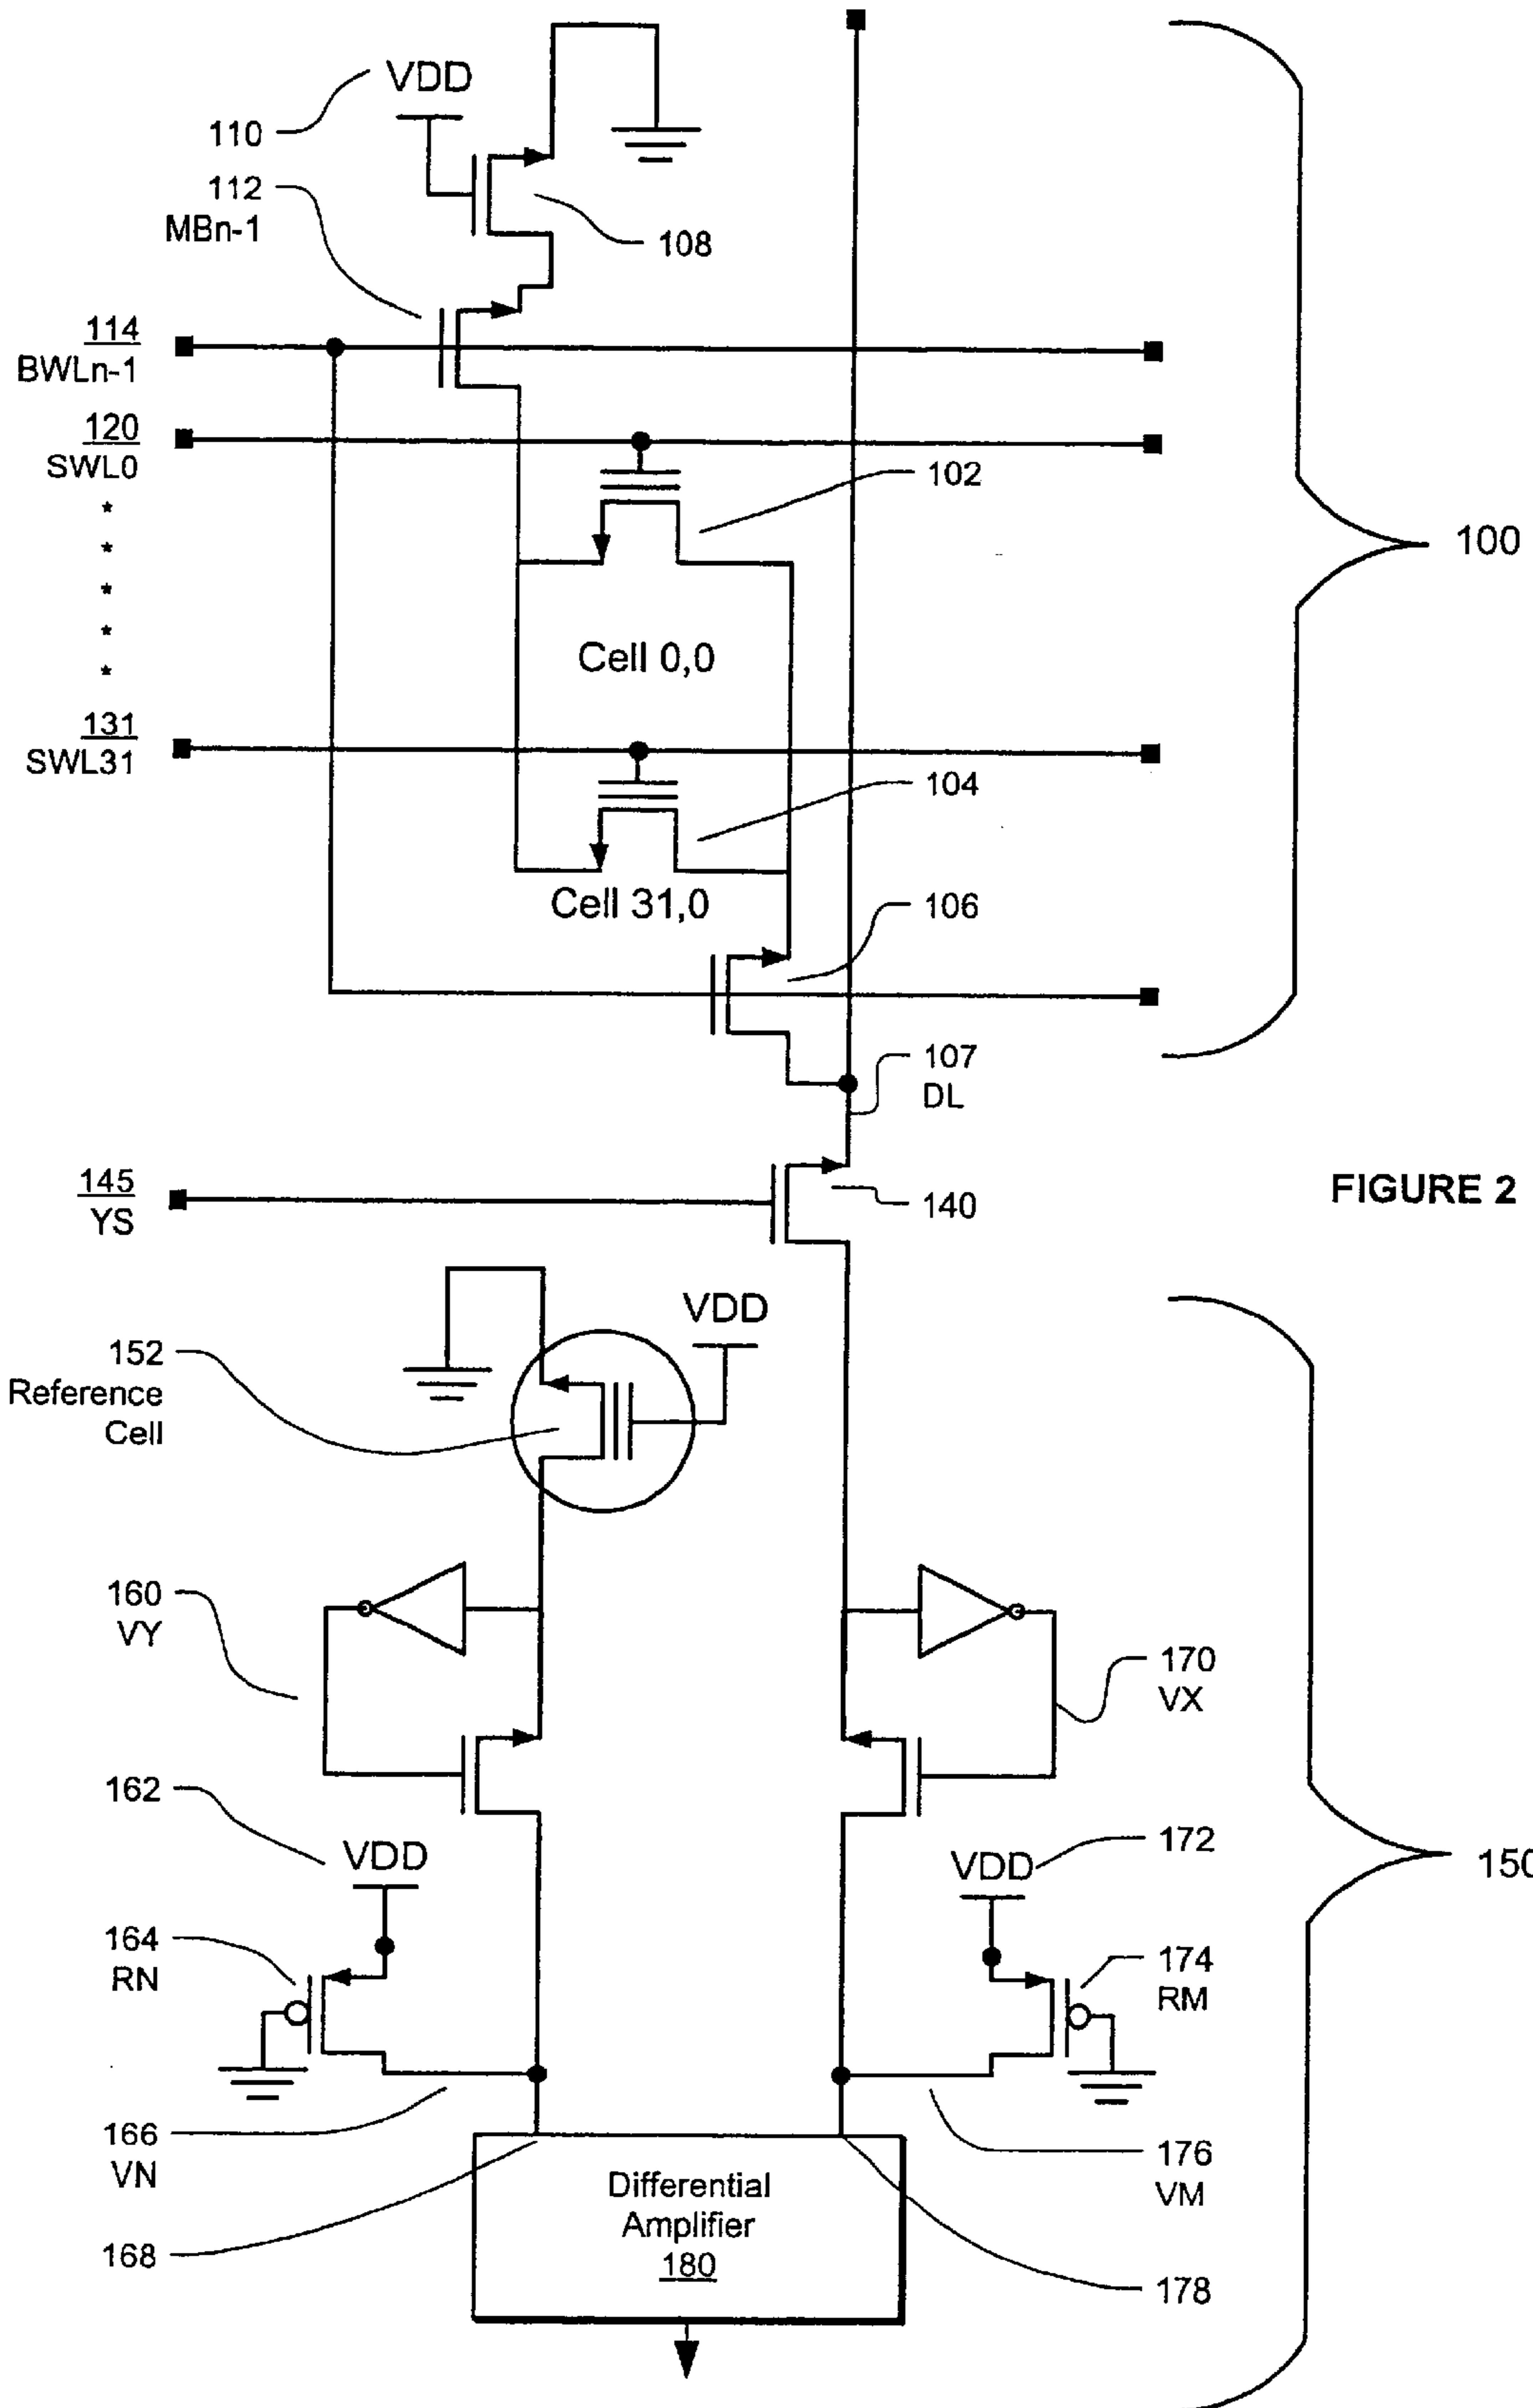 VDD
110
112
MBn-1
108
114
BWLn-1
120
SWL0
*
*
*
*
*
102
100
Cell 0,0
131
SWL31
104
Cell 31,0
106
107
DL
145
YS
140
FIGURE 2
VDD
152
Reference
Cell
160
VY
170
VX
162
VDD
172
VDD
150
164
RN
174
RM
166
VN
176
VM
Differential
Amplifier
180
168
178